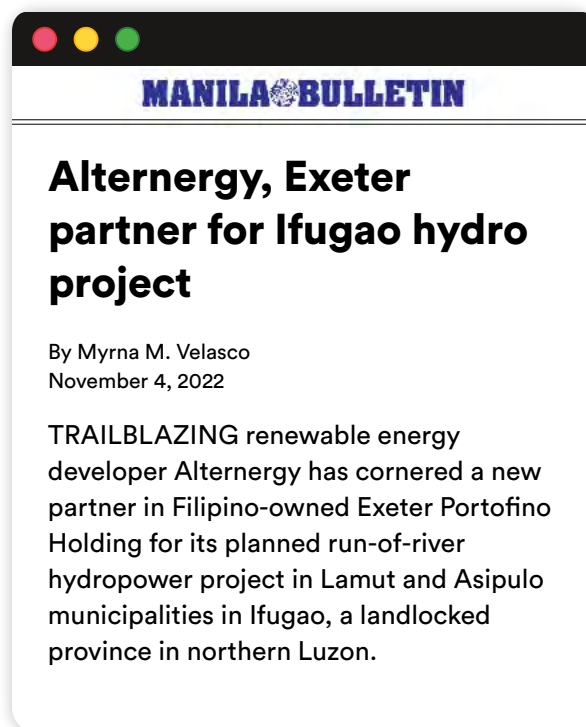 MANILA BULLETIN
Alternergy, Exeter
partner for Ifugao hydro
project
By Myrna M. Velasco
November 4, 2022
TRAILBLAZING renewable energy
developer Alternergy has cornered a new
partner in Filipino-owned Exeter Portofino
Holding for its planned run-of-river
hydropower project in Lamut and Asipulo
municipalities in Ifugao, a landlocked
province in northern Luzon.